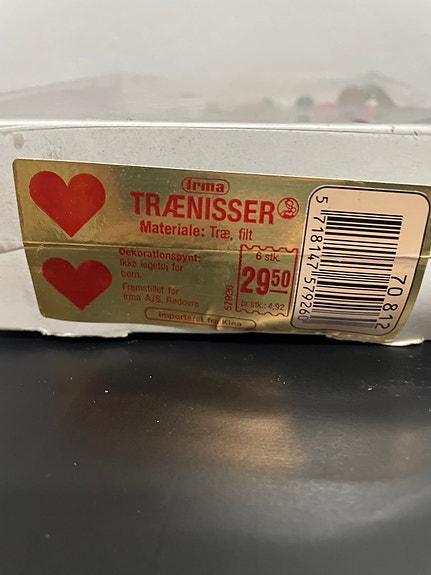 Irma
TRÆNISSER
Materiale: Træ, filt
Dekorationspynt:
Ikke legetøj for
børn.
Fremstillet for
Irma A/S, Rødovre
Importeret fra Kina
57926
6 stk.
29.50
pr. stk.: 4,92
5 718147 579260
70.812